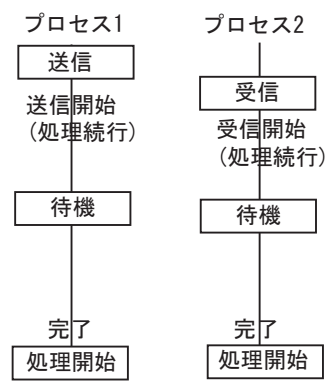 プロセス1
送信
送信開始
(処理続行)
待機
完了
処理開始
プロセス2
受信
受信開始
(処理続行)
待機
完了
処理開始